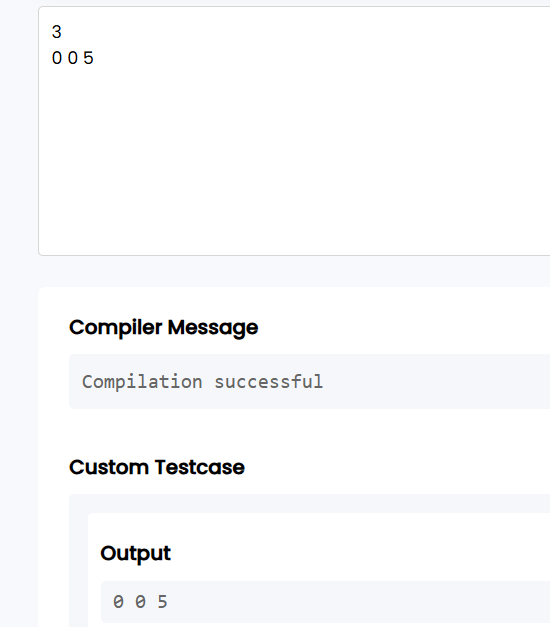 3
0 0 5
Compiler Message
Compilation successful
Custom Testcase
Output
0 0 5